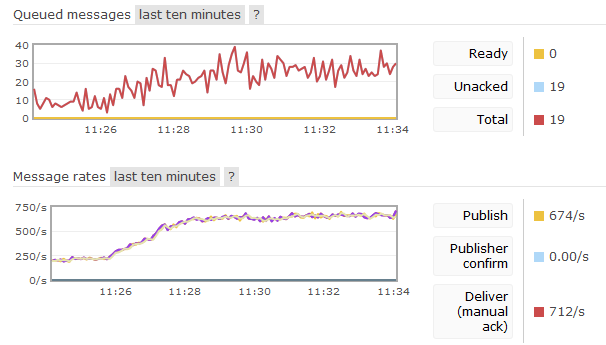 Queued messages last ten minutes ?
40
30
20
10
0
11:26 11:28 11:30 11:32 11:34
Ready 0
Unacked 19
Total 19
Message rates last ten minutes ?
750/s
500/s
250/s
0/s
11:26 11:28 11:30 11:32 11:34
Publish 674/s
Publisher
confirm 0.00/s
Deliver
(manual 712/s
ack)